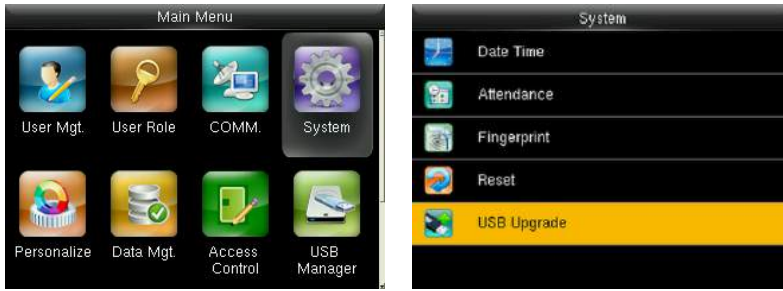 Main Menu
User Mgt.
User Role
COMM.
System
Personalize
Data Mgt.
Access
Control
USB
Manager
System
Date Time
Attendance
Fingerprint
Reset
USB Upgrade